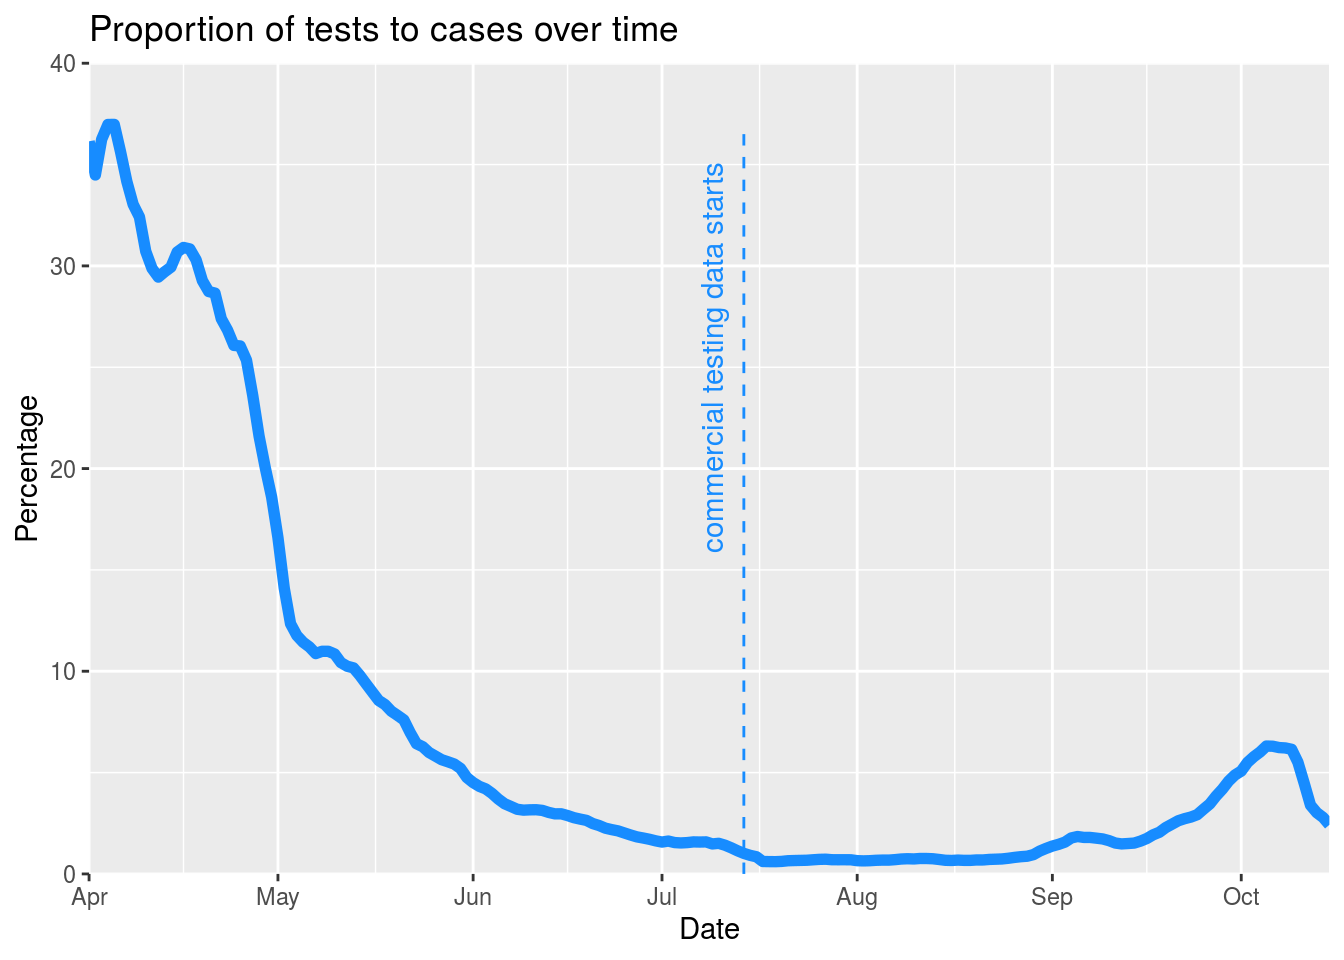 Proportion of tests to cases over time
Percentage
40
30
20
10
0
commercial testing data starts
Apr May Jun Jul Aug Sep Oct
Date